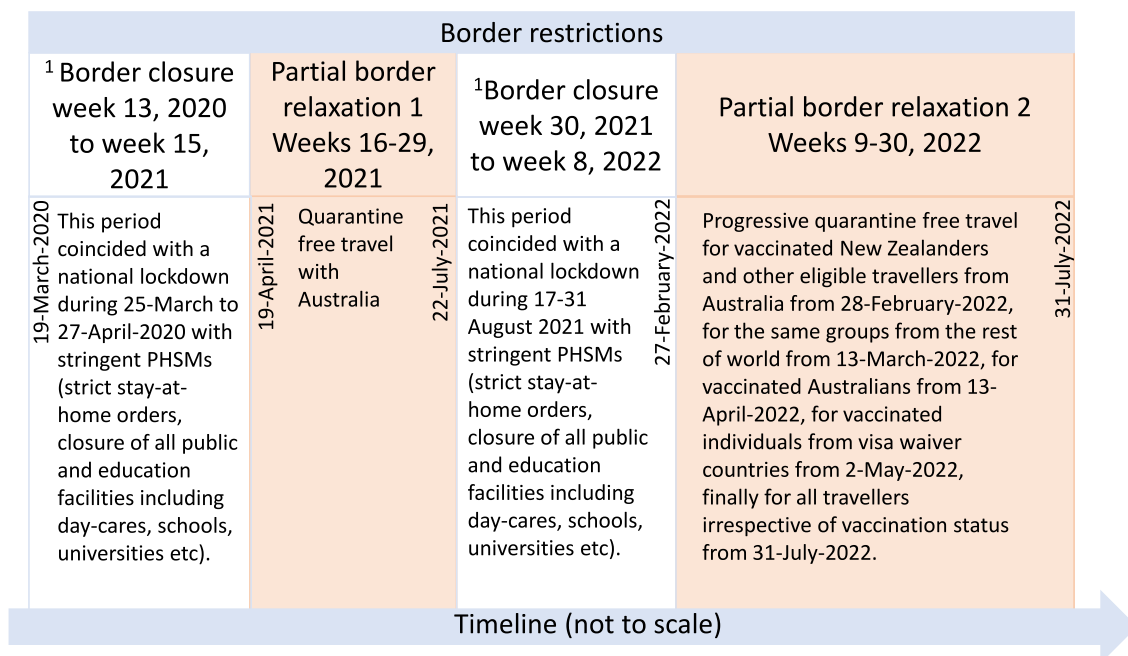 Border restrictions
¹ Border closure
week 13, 2020
to week 15,
2021
Partial border
relaxation 1
Weeks 16-29,
2021
¹Border closure
week 30, 2021
to week 8, 2022
Partial border relaxation 2
Weeks 9-30, 2022
19-March-2020
This period
coincided with a
national lockdown
during 25-March to
27-April-2020 with
stringent PHSMs
(strict stay-at-
home orders,
closure of all public
and education
facilities including
day-cares, schools,
universities etc).
19-April-2021
Quarantine
free travel
with
Australia
22-July-2021
This period
coincided with a
national lockdown
during 17-31
August 2021 with
stringent PHSMs
(strict stay-at-
home orders,
closure of all public
and education
facilities including
day-cares, schools,
universities etc).
27-February-2022
Progressive quarantine free travel
for vaccinated New Zealanders
and other eligible travellers from
Australia from 28-February-2022,
for the same groups from the rest
of world from 13-March-2022, for
vaccinated Australians from 13-
April-2022, for vaccinated
individuals from visa waiver
countries from 2-May-2022,
finally for all travellers
irrespective of vaccination status
from 31-July-2022.
31-July-2022
Timeline (not to scale)